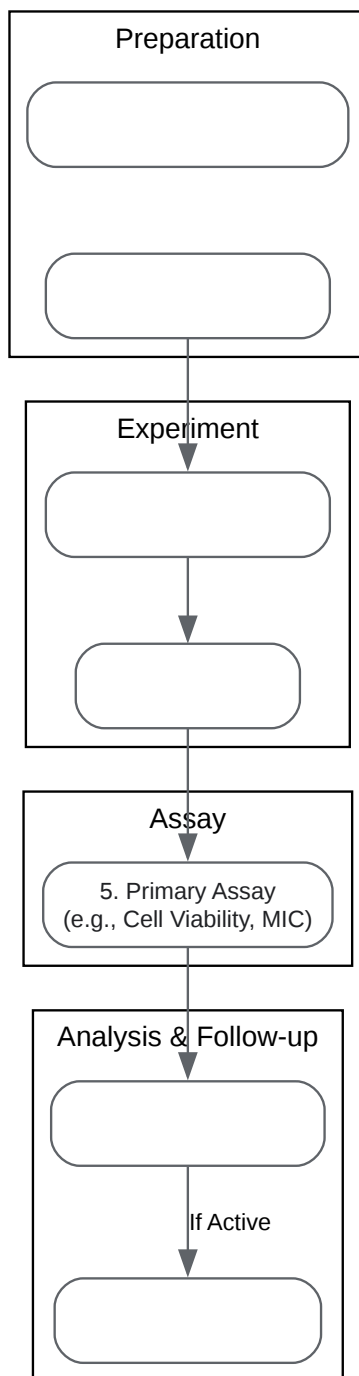 Preparation
Experiment
Assay
5. Primary Assay
(e.g., Cell Viability, MIC)
Analysis & Follow-up
If Active